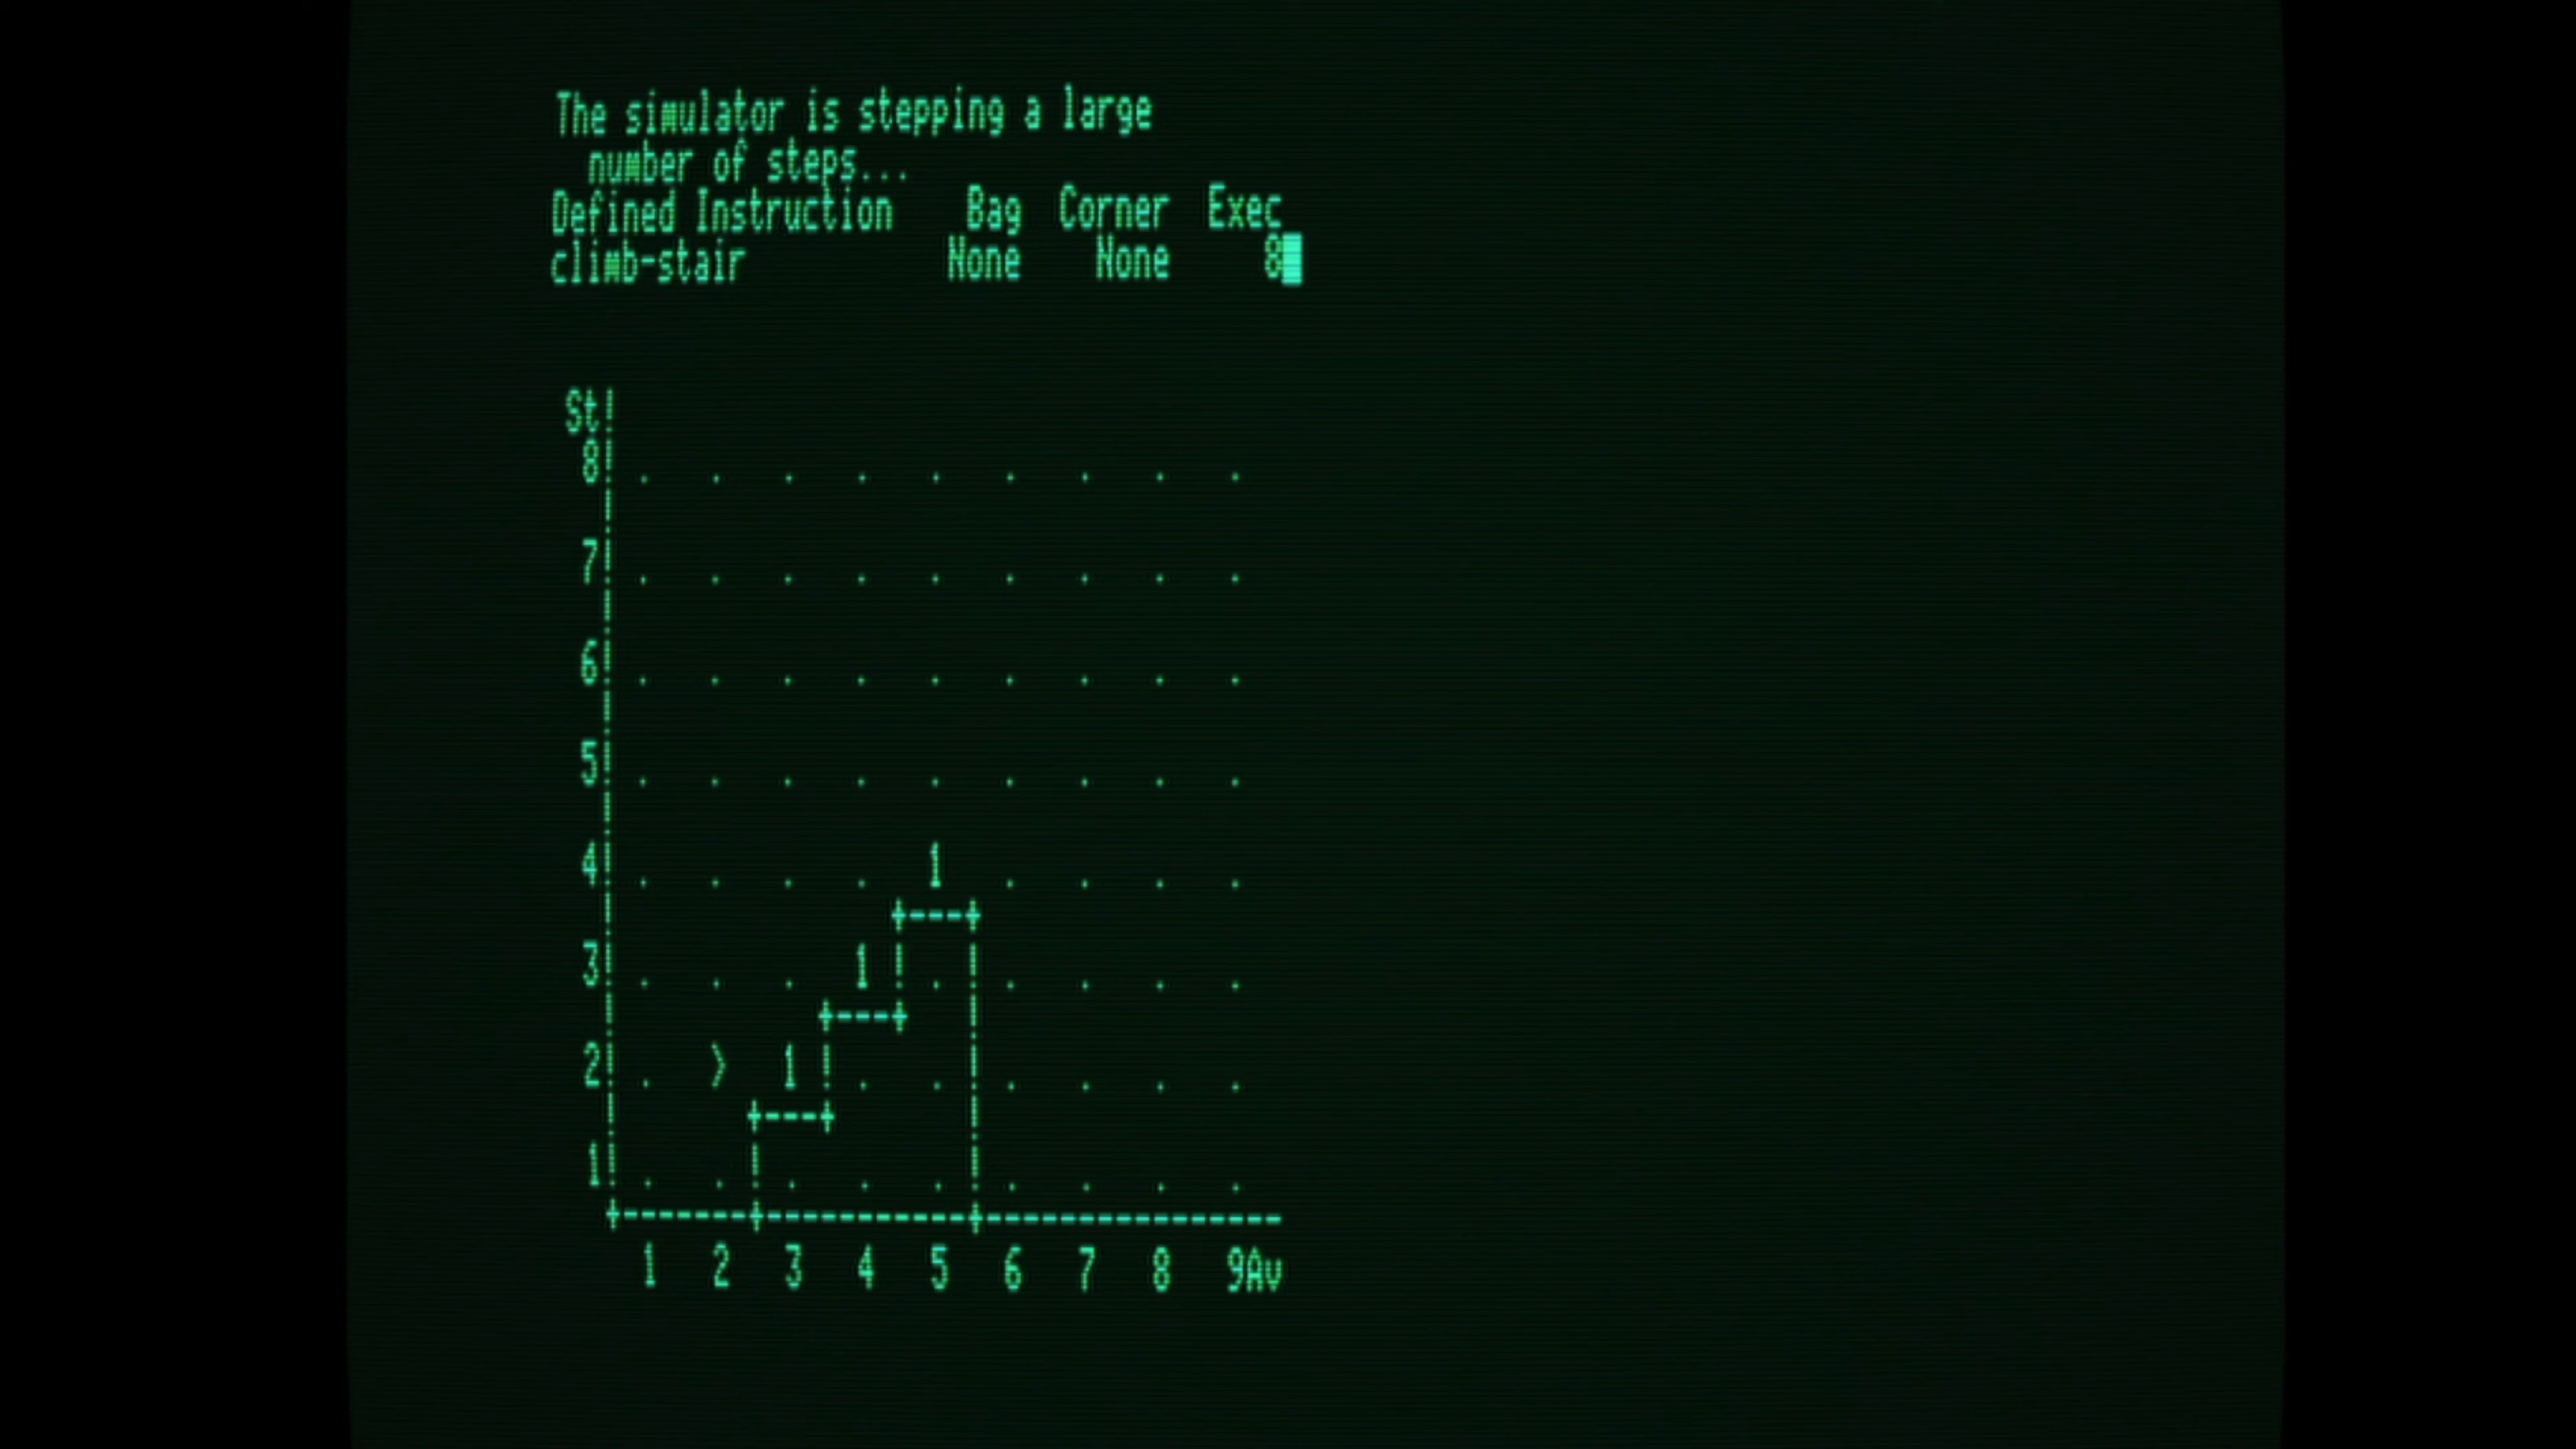 The simulator is stepping a large
number of steps...
Defined Instruction Bag Corner Exec
climb-stair None None 8
St
8
7
6
5
4 1
3 1
2 > 1
1
1 2 3 4 5 6 7 8 9Av